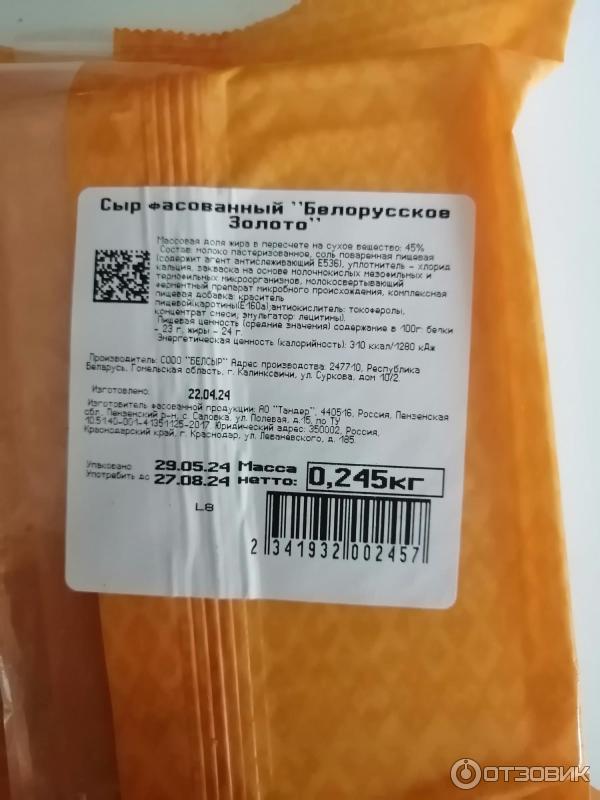 Сыр фасованный "Белорусское
Золото"
Массовая доля жира в пересчете на сухое вещество: 45%
Состав: молоко пастеризованное, соль поваренная пищевая
(содержит агент антислеживающий Е536), уплотнитель – хлорид
кальция, закваска на основе молочнокислых мезофильных и
термофильных микроорганизмов, молокосвертывающий
ферментный препарат микробного происхождения, комплексная
пищевая добавка: краситель
пищевой(каротины(Е160а);антиокислитель: токоферолы,
концентрат смеси; эмульгатор: лецитины).
Пищевая ценность (средние значения) содержание в 100г: белки
- 23 г, жиры - 24 г.
Энергетическая ценность (калорийность): 310 ккал/1280 кДж
Производитель: СООО "БЕЛСЫР" Адрес производства: 247710, Республика
Беларусь, Гомельская область, г. Калинковичи, ул. Суркова, дом 10/2.
Изготовлено: 22.04.24
Изготовитель фасованной продукции: АО "Тандер", 440516, Россия, Пензенская
обл., Пензенский р-н, с. Саловка, ул. Полевая, д.15, по ТУ
10.5140-001-41351125-2017. Юридический адрес: 350002, Россия,
Краснодарский край, г. Краснодар, ул. Леваневского, д. 185.
Упаковано 29.05.24 Масса
Употребить до 27.08.24 нетто: 0,245кг
L8
2 341932 002457
ОТЗОВИК